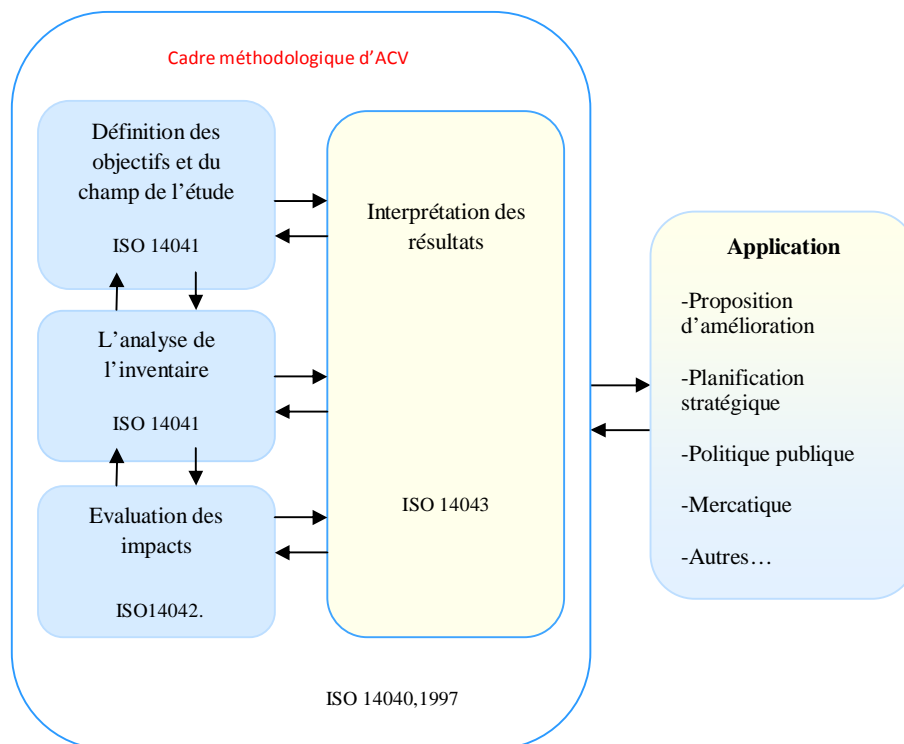 Cadre méthodologique d’ACV
Définition des
objectifs et du
champ de l’étude
ISO 14041
L’analyse de
l’inventaire
ISO 14041
Evaluation des
impacts
ISO14042.
Interprétation des
résultats
ISO 14043
ISO 14040,1997
Application
-Proposition
d’amélioration
-Planification
stratégique
-Politique publique
-Mercatique
-Autres…